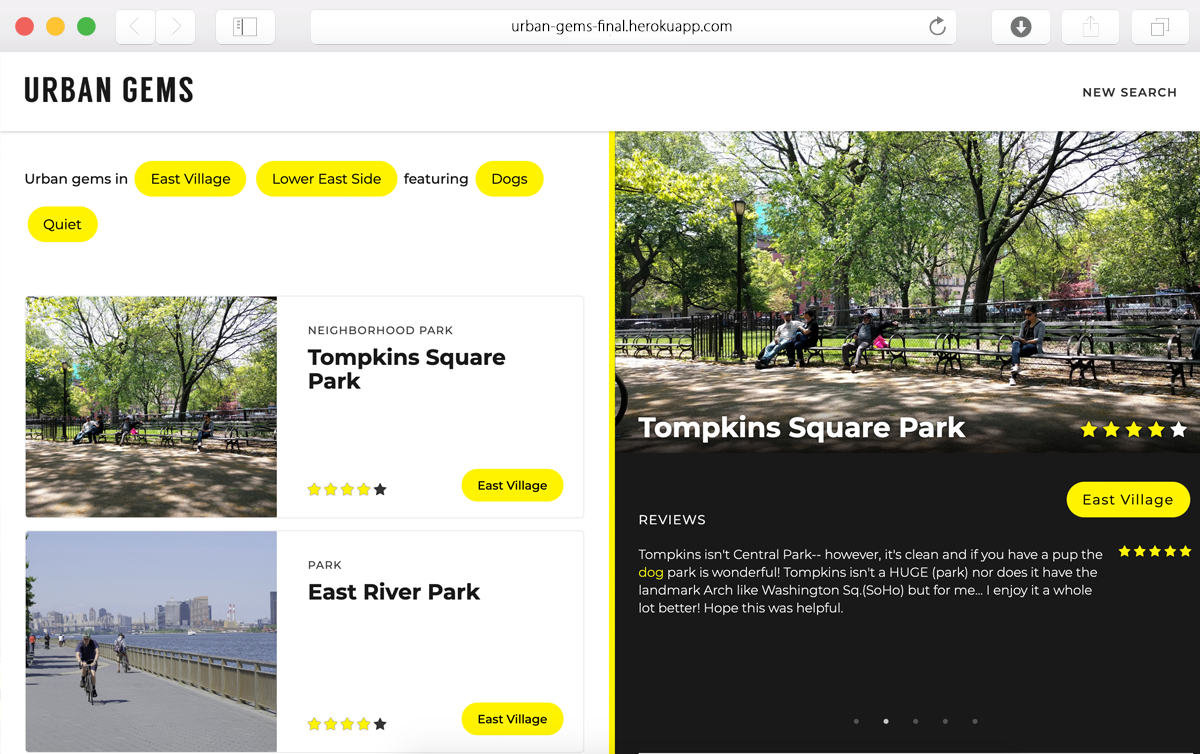 urban-gems-final.herokuapp.com
URBAN GEMS
NEW SEARCH
Urban gems in East Village Lower East Side featuring Dogs
Quiet
NEIGHBORHOOD PARK
Tompkins Square
Park
East Village
PARK
East River Park
East Village
Tompkins Square Park
East Village
REVIEWS
Tompkins isn't Central Park-- however, it's clean and if you have a pup the
dog park is wonderful! Tompkins isn't a HUGE (park) nor does it have the
landmark Arch like Washington Sq.(SoHo) but for me... I enjoy it a whole
lot better! Hope this was helpful.